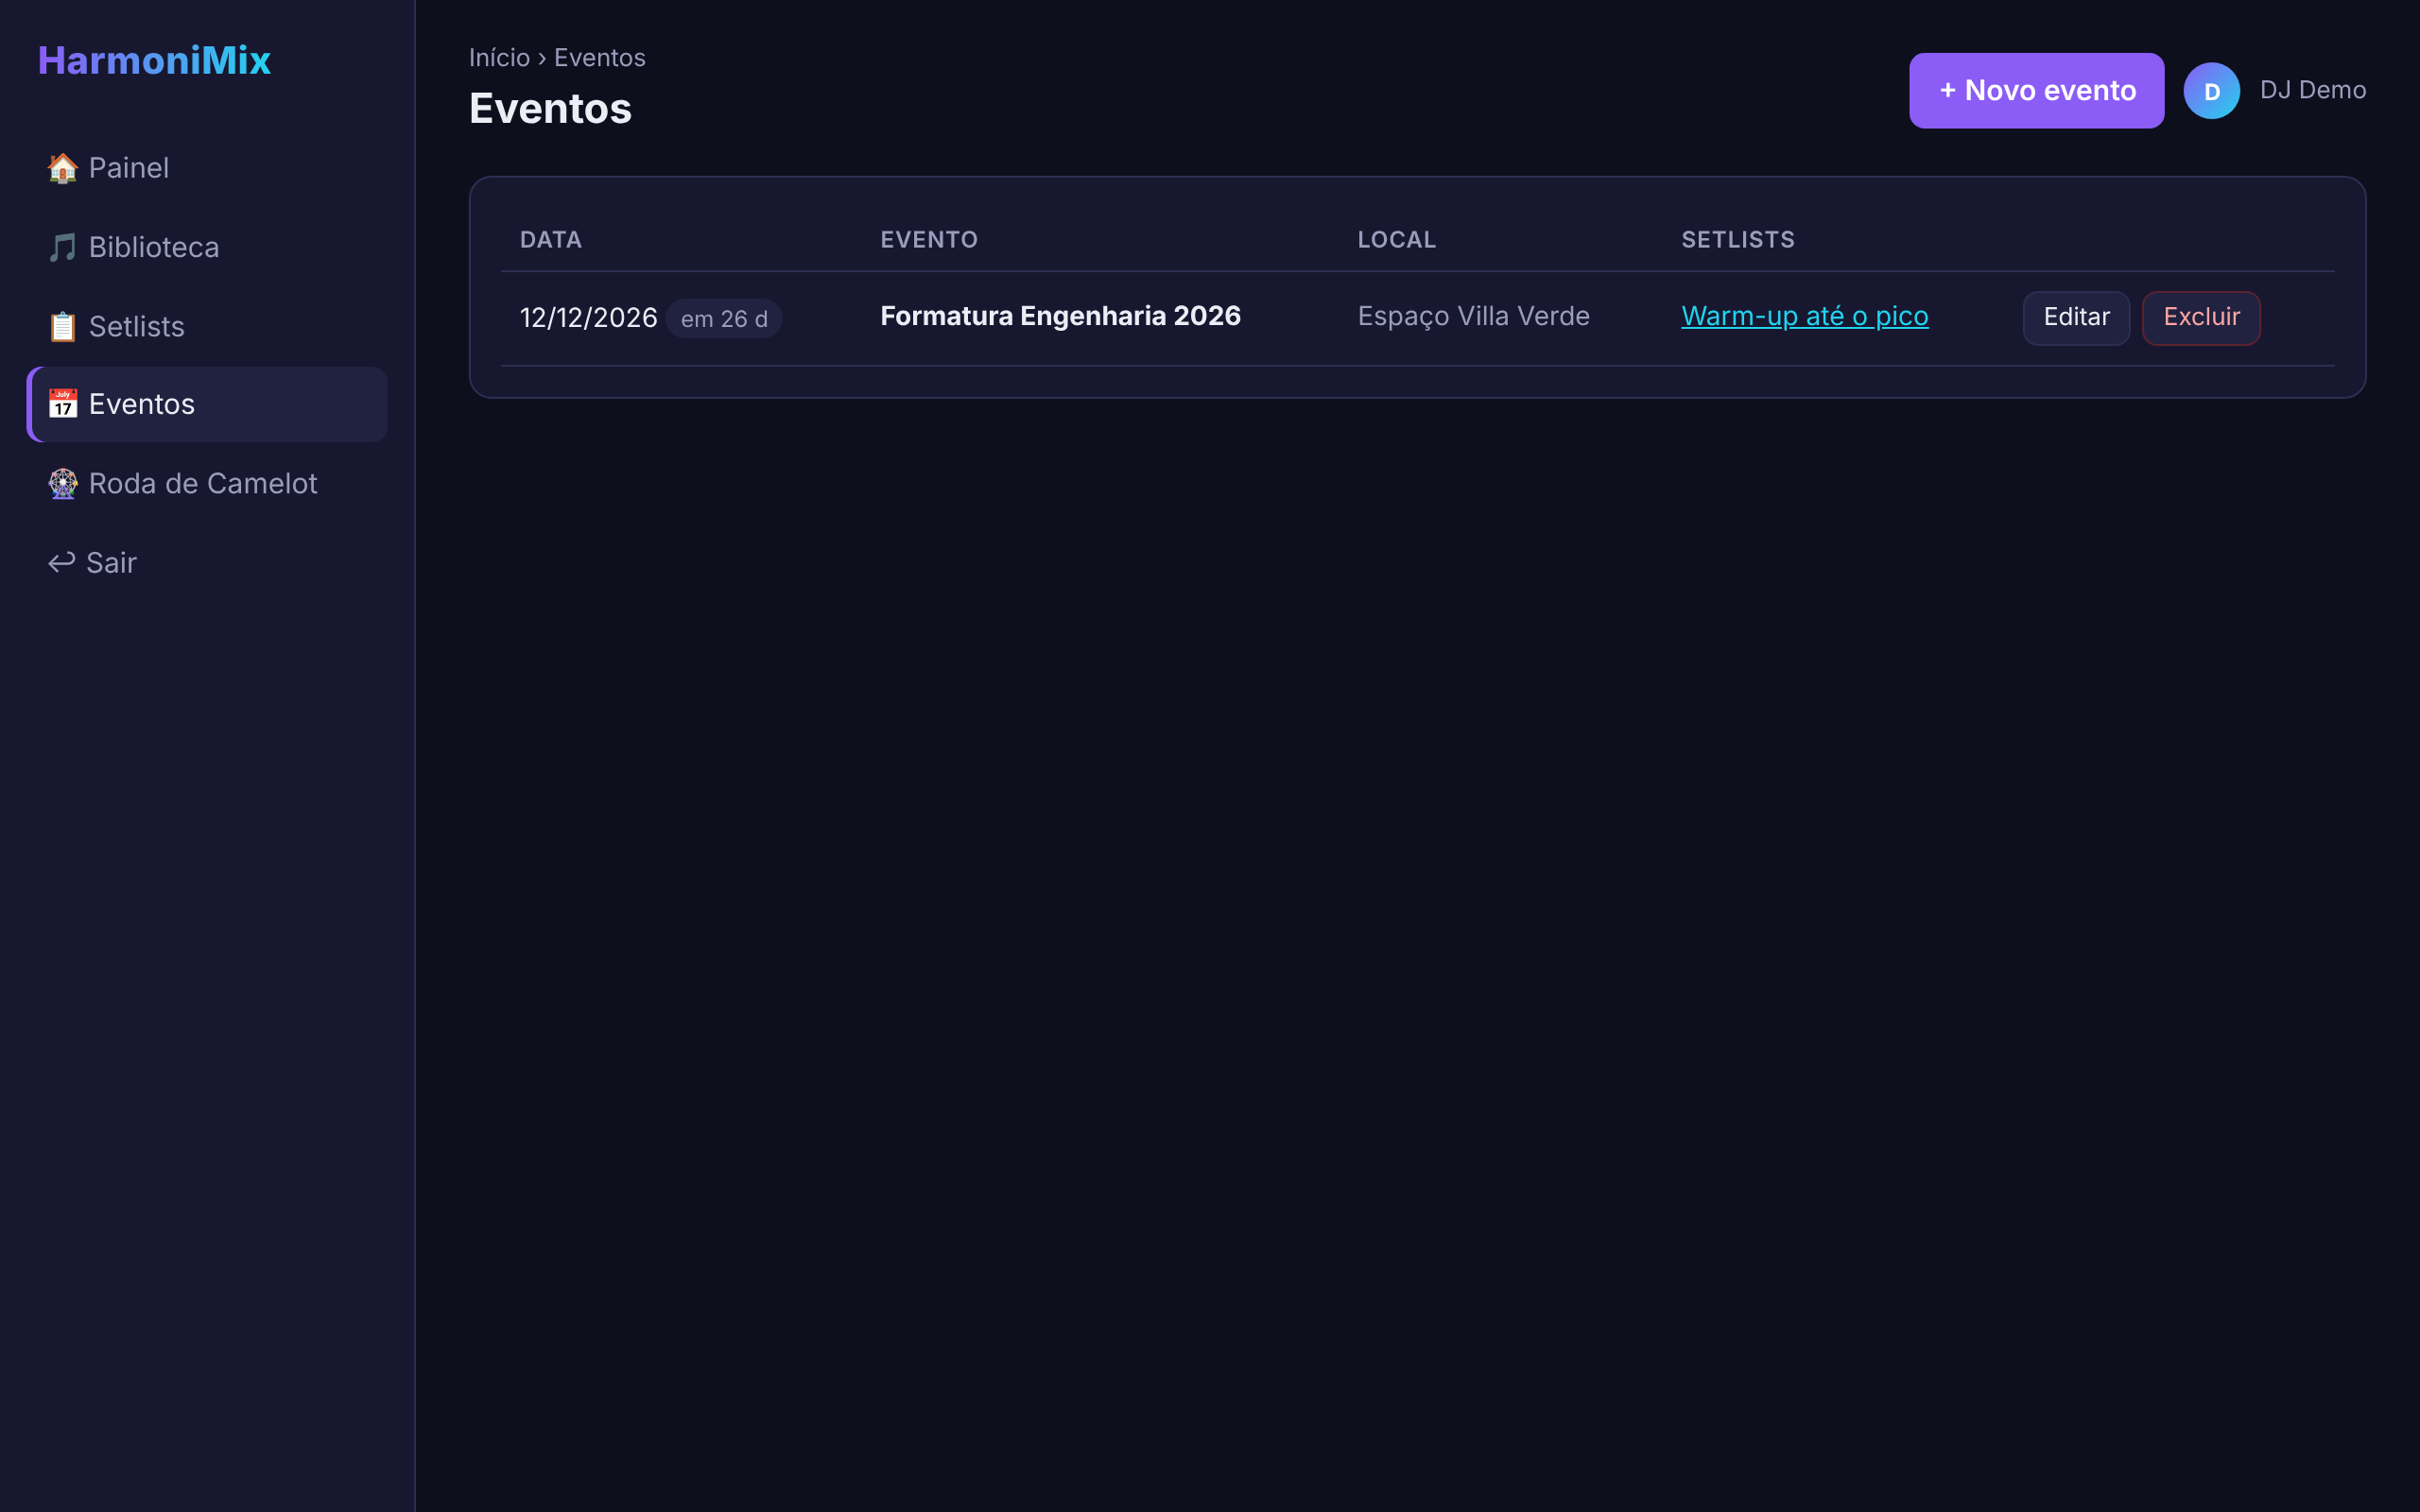 HarmoniMix
Painel
Biblioteca
Setlists
Eventos
Roda de Camelot
↩ Sair
Início › Eventos
Eventos
+ Novo evento
D
DJ Demo
DATA EVENTO LOCAL SETLISTS
12/12/2026 em 26 d Formatura Engenharia 2026 Espaço Villa Verde Warm-up até o pico Editar Excluir